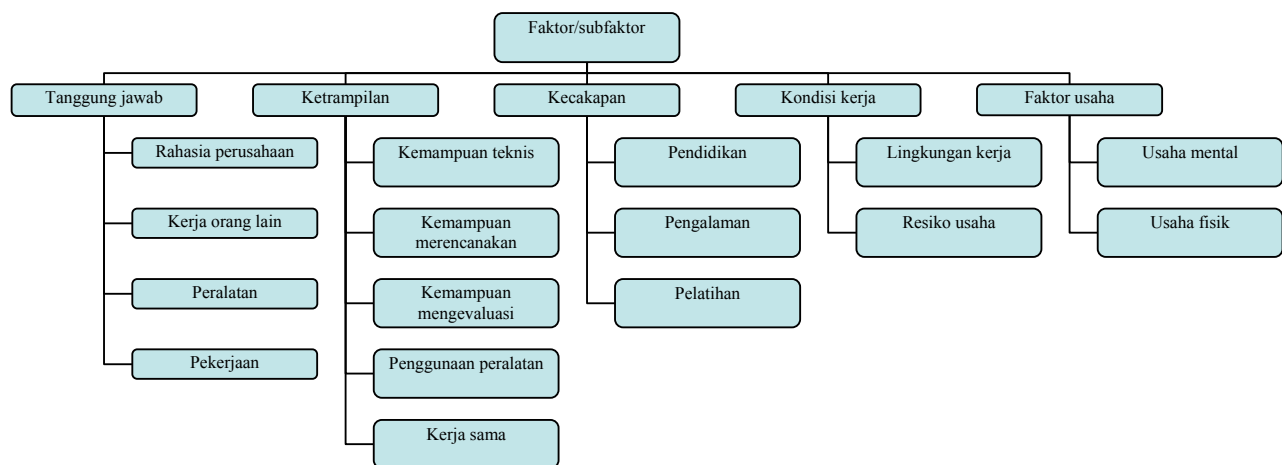 Faktor/subfaktor
Tanggung jawab
Ketrampilan
Kecakapan
Kondisi kerja
Faktor usaha
Rahasia perusahaan
Kerja orang lain
Peralatan
Pekerjaan
Kemampuan teknis
Kemampuan
merencanakan
Kemampuan
mengevaluasi
Penggunaan peralatan
Kerja sama
Pendidikan
Pengalaman
Pelatihan
Lingkungan kerja
Resiko usaha
Usaha mental
Usaha fisik